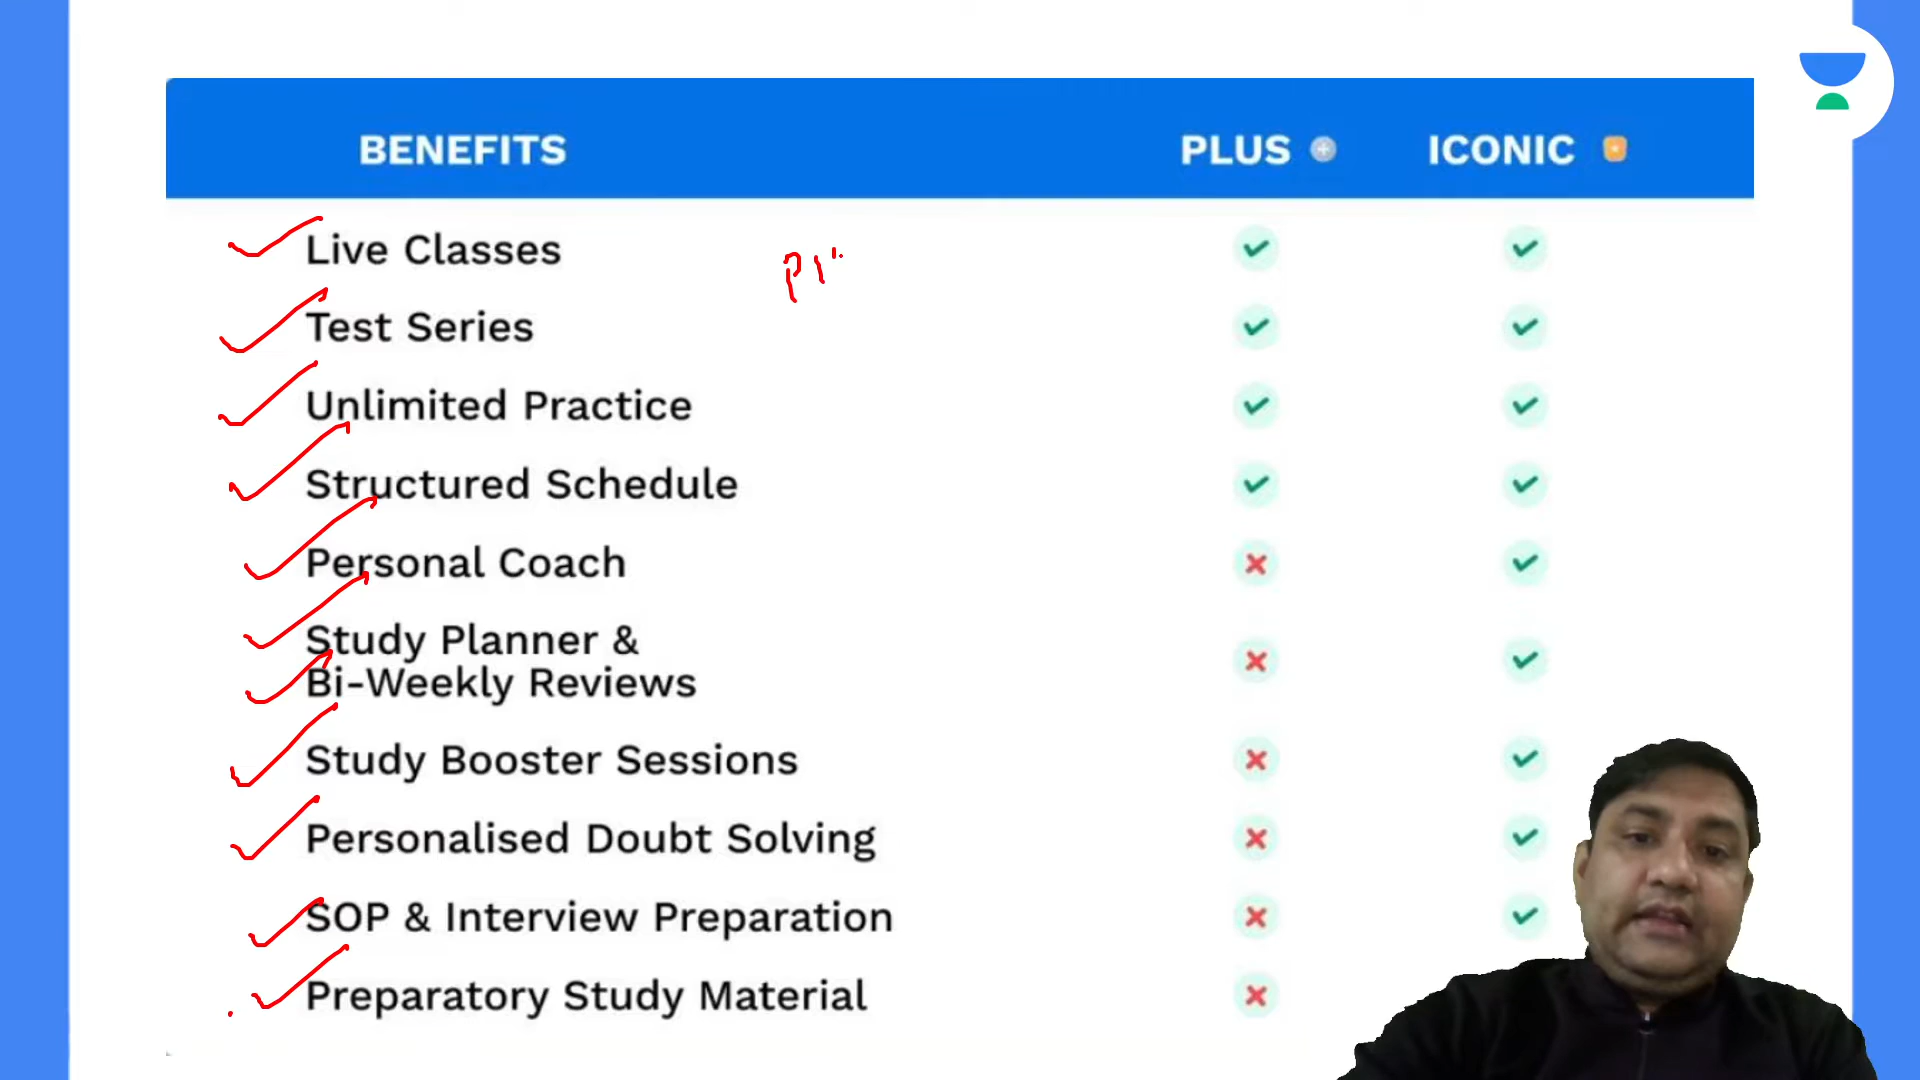 BENEFITS PLUS ICONIC
Live Classes
Test Series
Unlimited Practice
Structured Schedule
Personal Coach
Study Planner &
Bi-Weekly Reviews
Study Booster Sessions
Personalised Doubt Solving
SOP & Interview Preparation
Preparatory Study Material